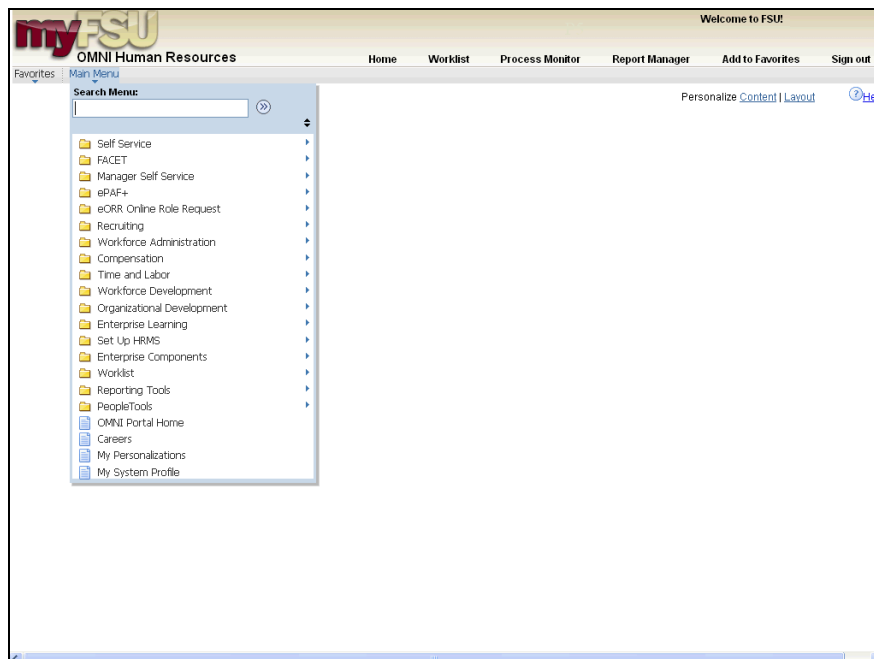 myFSU
Welcome to FSU!
OMNI Human Resources
Home Worklist Process Monitor Report Manager Add to Favorites Sign out
Favorites Main Menu
Search Menu:
Personalize Content | Layout ? He
Self Service
FACET
Manager Self Service
ePAF+
eORR Online Role Request
Recruiting
Workforce Administration
Compensation
Time and Labor
Workforce Development
Organizational Development
Enterprise Learning
Set Up HRMS
Enterprise Components
Worklist
Reporting Tools
PeopleTools
OMNI Portal Home
Careers
My Personalizations
My System Profile